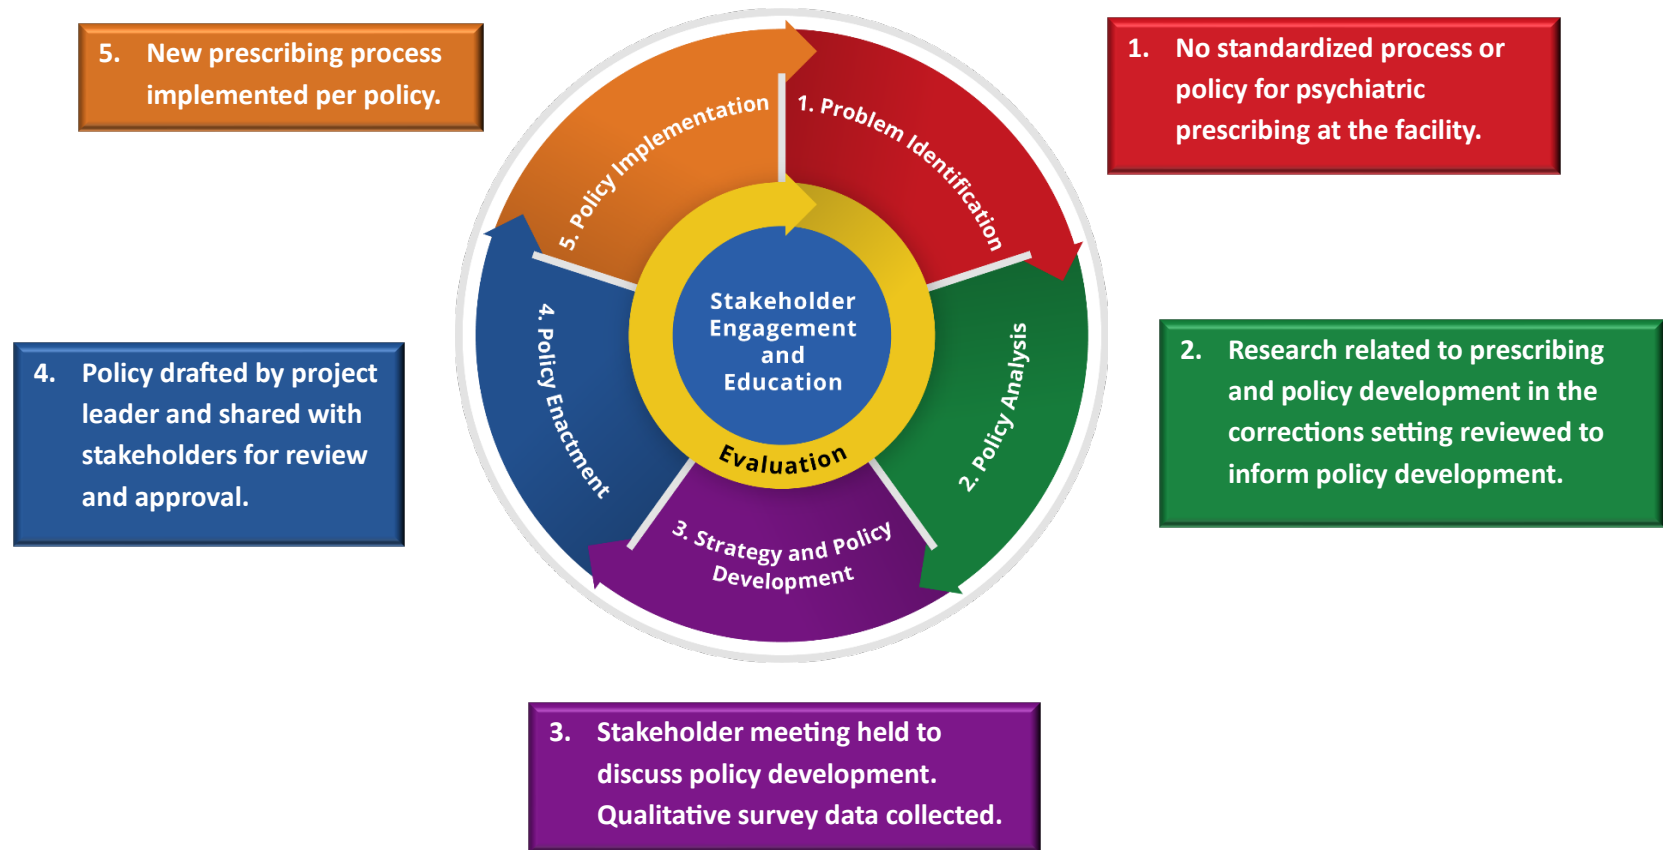 5. New prescribing process
implemented per policy.
1. No standardized process or
policy for psychiatric
prescribing at the facility.
1. Problem Identification
5. Policy Implementation
Stakeholder
Engagement
and
Education
Evaluation
2. Policy Analysis
4. Policy Enactment
3. Strategy and Policy
Development
2. Research related to prescribing
and policy development in the
corrections setting reviewed to
inform policy development.
4. Policy drafted by project
leader and shared with
stakeholders for review
and approval.
3. Stakeholder meeting held to
discuss policy development.
Qualitative survey data collected.